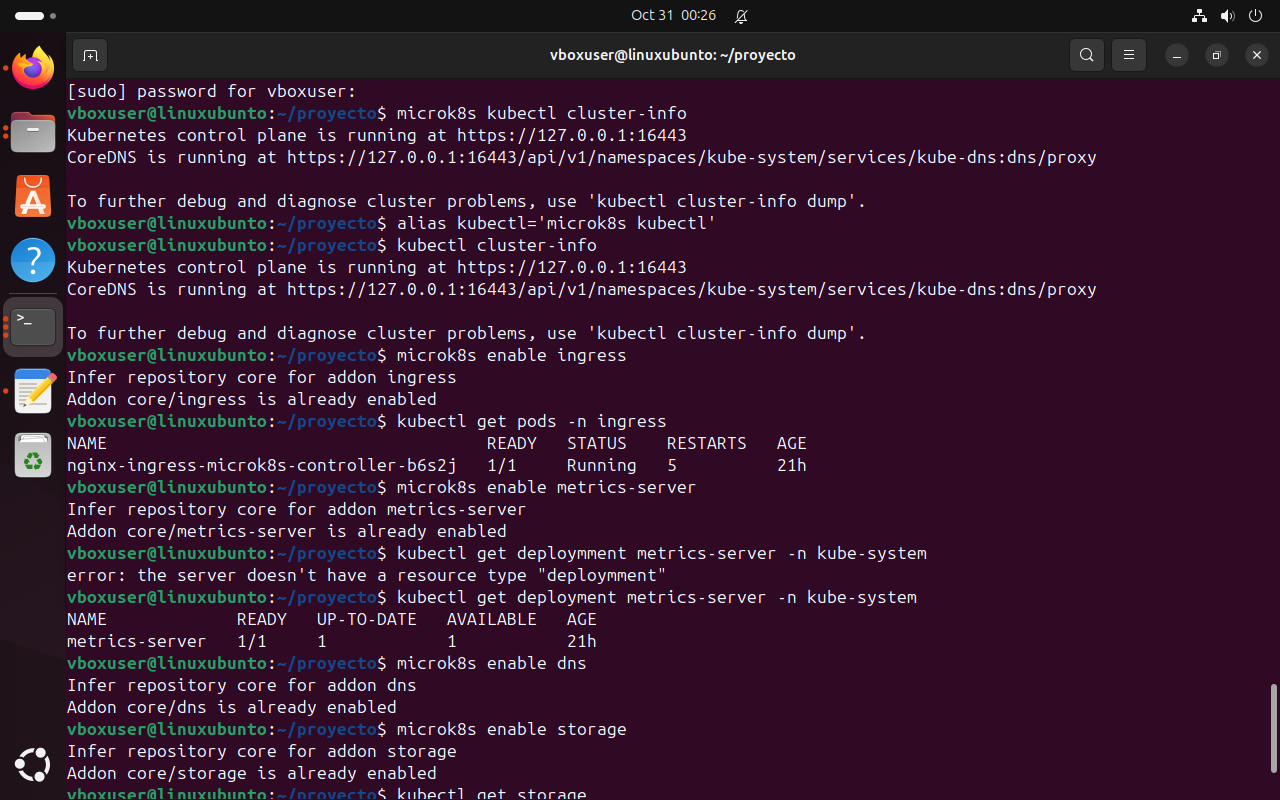 Oct 31 00:26
vboxuser@linuxubunto: ~/proyecto
[sudo] password for vboxuser:
vboxuser@linuxubunto:~/proyecto$ microk8s kubectl cluster-info
Kubernetes control plane is running at https://127.0.0.1:16443
CoreDNS is running at https://127.0.0.1:16443/api/v1/namespaces/kube-system/services/kube-dns:dns/proxy
To further debug and diagnose cluster problems, use 'kubectl cluster-info dump'.
vboxuser@linuxubunto:~/proyecto$ alias kubectl='microk8s kubectl'
vboxuser@linuxubunto:~/proyecto$ kubectl cluster-info
Kubernetes control plane is running at https://127.0.0.1:16443
CoreDNS is running at https://127.0.0.1:16443/api/v1/namespaces/kube-system/services/kube-dns:dns/proxy
To further debug and diagnose cluster problems, use 'kubectl cluster-info dump'.
vboxuser@linuxubunto:~/proyecto$ microk8s enable ingress
Infer repository core for addon ingress
Addon core/ingress is already enabled
vboxuser@linuxubunto:~/proyecto$ kubectl get pods -n ingress
NAME READY STATUS RESTARTS AGE
nginx-ingress-microk8s-controller-b6s2j 1/1 Running 5 21h
vboxuser@linuxubunto:~/proyecto$ microk8s enable metrics-server
Infer repository core for addon metrics-server
Addon core/metrics-server is already enabled
vboxuser@linuxubunto:~/proyecto$ kubectl get deploymment metrics-server -n kube-system
error: the server doesn't have a resource type "deploymment"
vboxuser@linuxubunto:~/proyecto$ kubectl get deployment metrics-server -n kube-system
NAME READY UP-TO-DATE AVAILABLE AGE
metrics-server 1/1 1 1 21h
vboxuser@linuxubunto:~/proyecto$ microk8s enable dns
Infer repository core for addon dns
Addon core/dns is already enabled
vboxuser@linuxubunto:~/proyecto$ microk8s enable storage
Infer repository core for addon storage
Addon core/storage is already enabled
vboxuser@linuxubunto:~/proyecto$ kubectl get storage